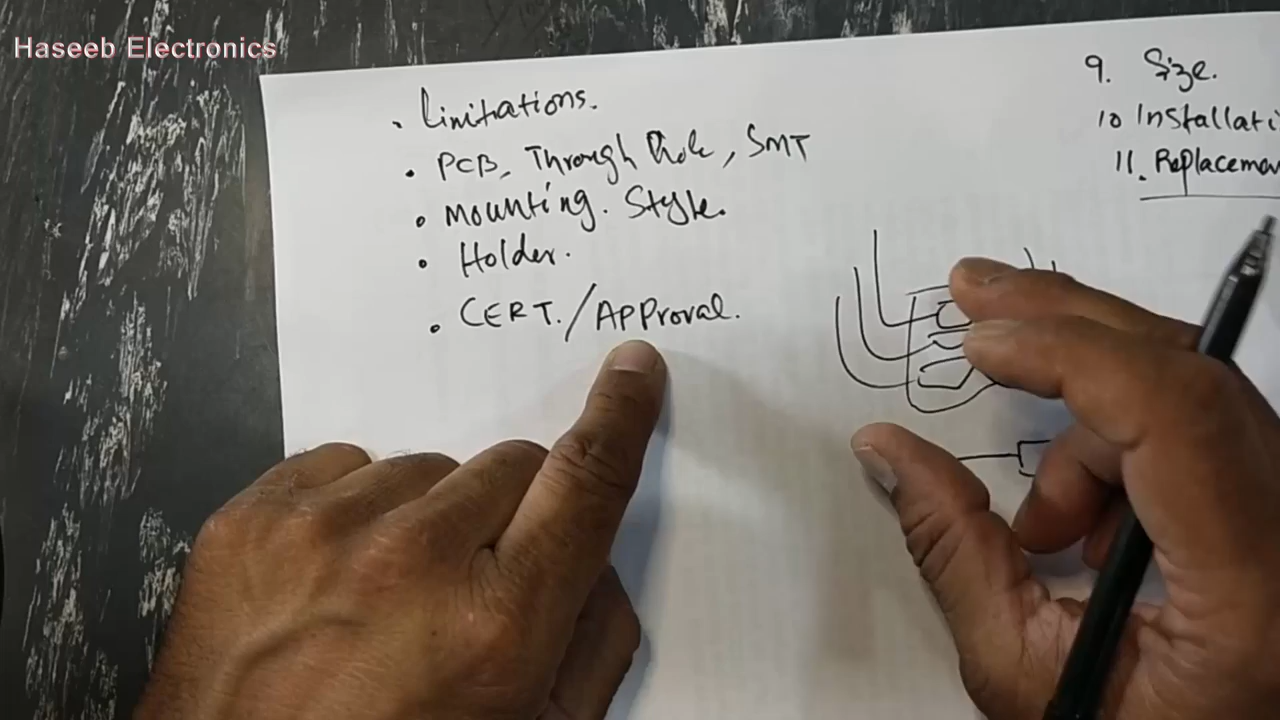 Haseeb Electronics
. Limitations.
. PCB, Through Hole, SMT
. Mounting. Style.
. Holder.
. CERT./Approval.
9. Size.
10 Installati
11. Replacemen